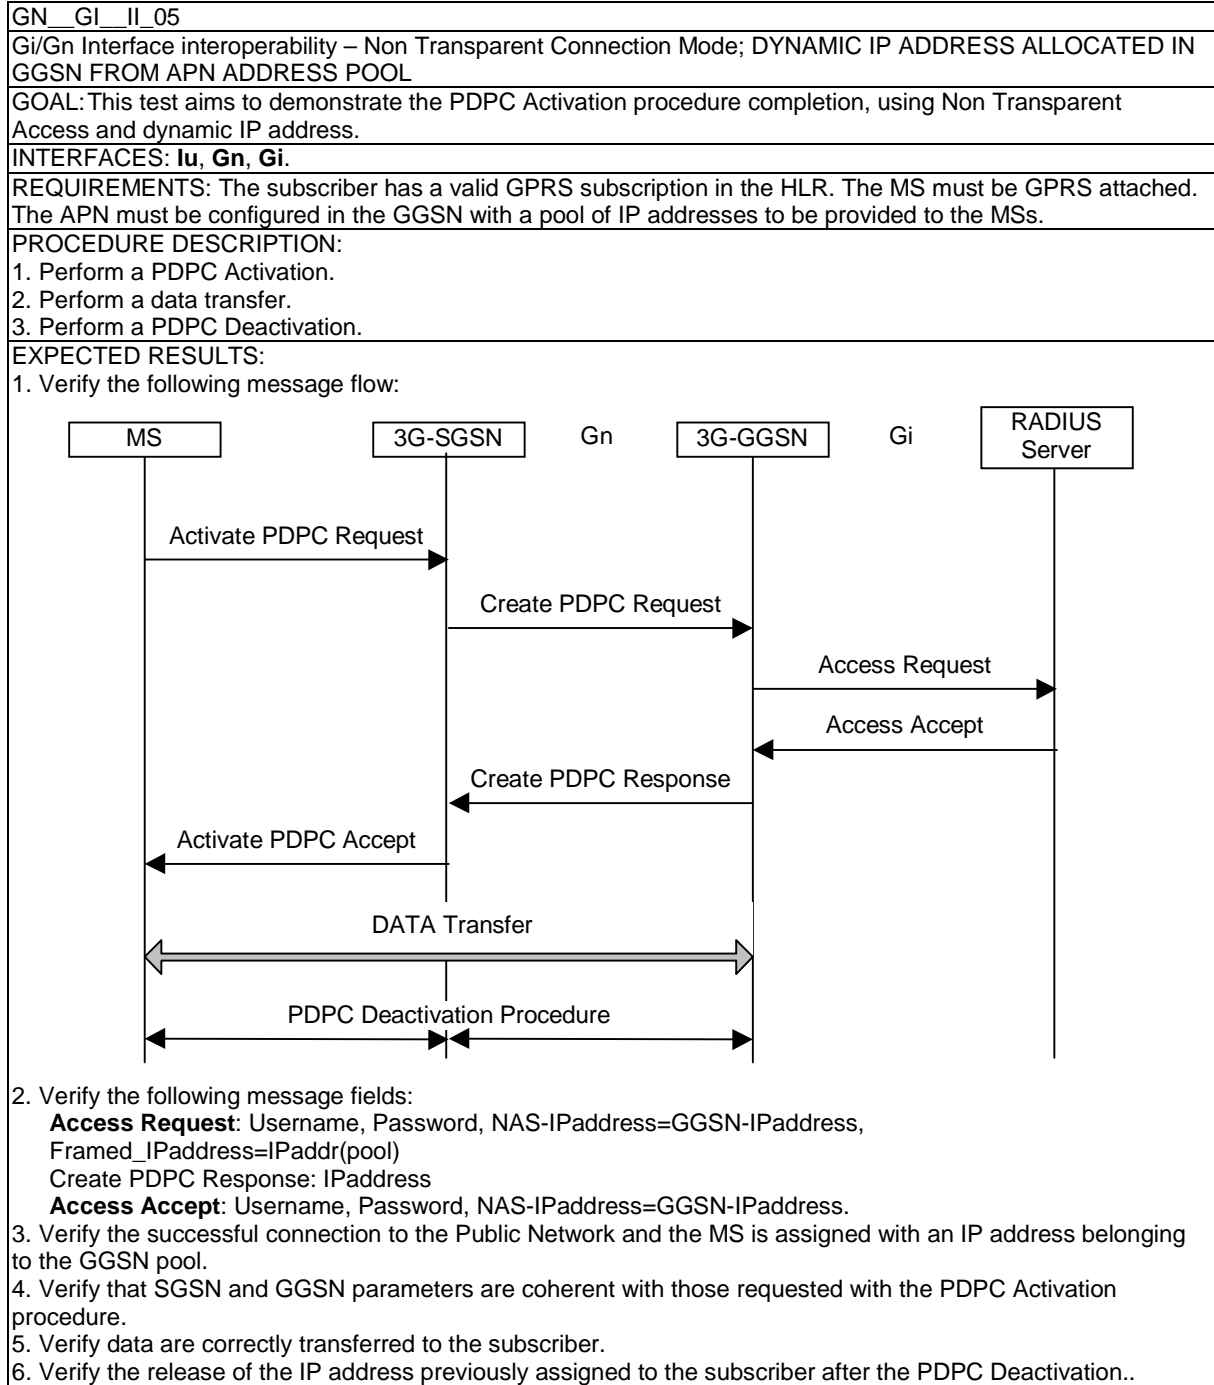 GN__GI__II_05
Gi/Gn Interface interoperability – Non Transparent Connection Mode; DYNAMIC IP ADDRESS ALLOCATED IN
GGSN FROM APN ADDRESS POOL
GOAL: This test aims to demonstrate the PDPC Activation procedure completion, using Non Transparent
Access and dynamic IP address.
INTERFACES: Iu, Gn, Gi.
REQUIREMENTS: The subscriber has a valid GPRS subscription in the HLR. The MS must be GPRS attached.
The APN must be configured in the GGSN with a pool of IP addresses to be provided to the MSs.
PROCEDURE DESCRIPTION:
1. Perform a PDPC Activation.
2. Perform a data transfer.
3. Perform a PDPC Deactivation.
EXPECTED RESULTS:
1. Verify the following message flow:
MS
3G-SGSN
Gn
3G-GGSN
Gi
RADIUS
Server
Activate PDPC Request
Create PDPC Request
Access Request
Access Accept
Create PDPC Response
Activate PDPC Accept
DATA Transfer
PDPC Deactivation Procedure
2. Verify the following message fields:
Access Request: Username, Password, NAS-IPaddress=GGSN-IPaddress,
Framed_IPaddress=IPaddr(pool)
Create PDPC Response: IPaddress
Access Accept: Username, Password, NAS-IPaddress=GGSN-IPaddress.
3. Verify the successful connection to the Public Network and the MS is assigned with an IP address belonging
to the GGSN pool.
4. Verify that SGSN and GGSN parameters are coherent with those requested with the PDPC Activation
procedure.
5. Verify data are correctly transferred to the subscriber.
6. Verify the release of the IP address previously assigned to the subscriber after the PDPC Deactivation..